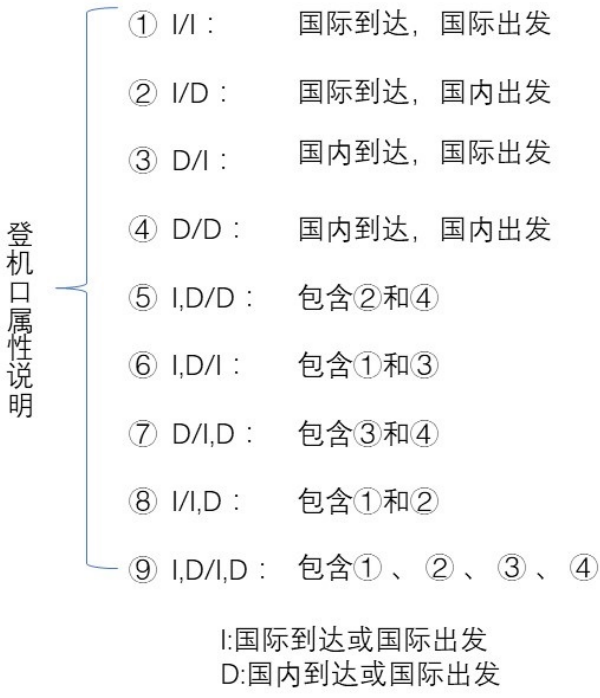 登机口属性说明
① I/I： 国际到达，国际出发
② I/D： 国际到达，国内出发
③ D/I： 国内到达，国际出发
④ D/D： 国内到达，国内出发
⑤ I,D/D： 包含②和④
⑥ I,D/I： 包含①和③
⑦ D/I,D： 包含③和④
⑧ I/I,D： 包含①和②
⑨ I,D/I,D： 包含①、②、③、④
I:国际到达或国际出发
D:国内到达或国际出发